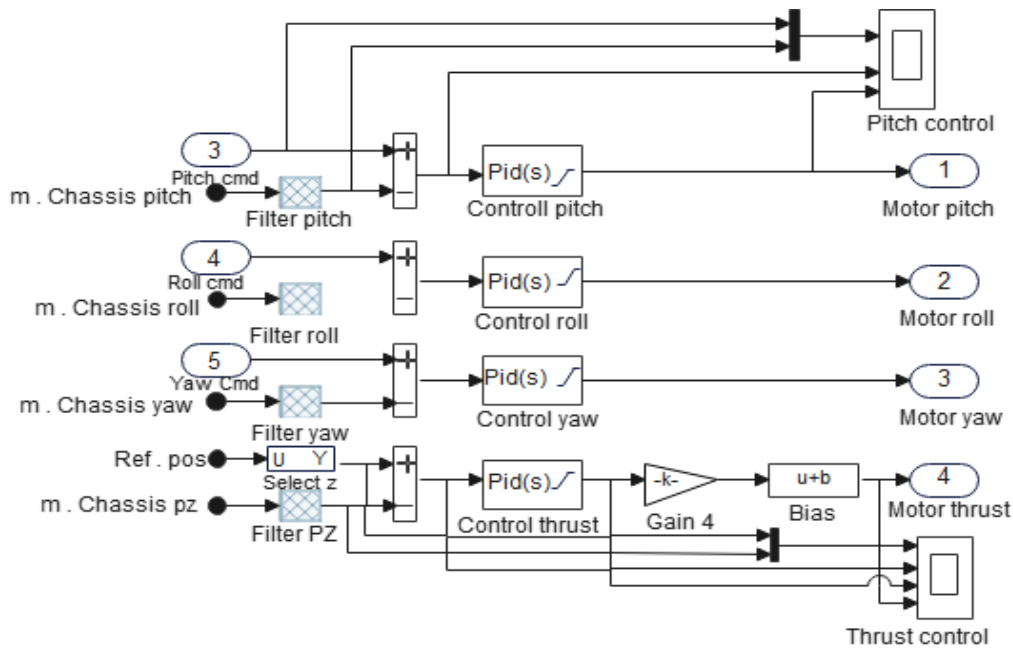 Pitch control
3
+
Pitch cmd
−
Pid(s)
1
m . Chassis pitch
Filter pitch
Controll pitch
Motor pitch
4
+
Roll cmd
−
Pid(s)
2
m . Chassis roll
Filter roll
Control roll
Motor roll
5
+
Yaw Cmd
−
Pid(s)
3
m . Chassis yaw
Filter yaw
Control yaw
Motor yaw
Ref . pos
U Y
+
Select z
−
Pid(s)
-k-
u+b
4
m . Chassis pz
Filter PZ
Control thrust
Gain 4
Bias
Motor thrust
Thrust control